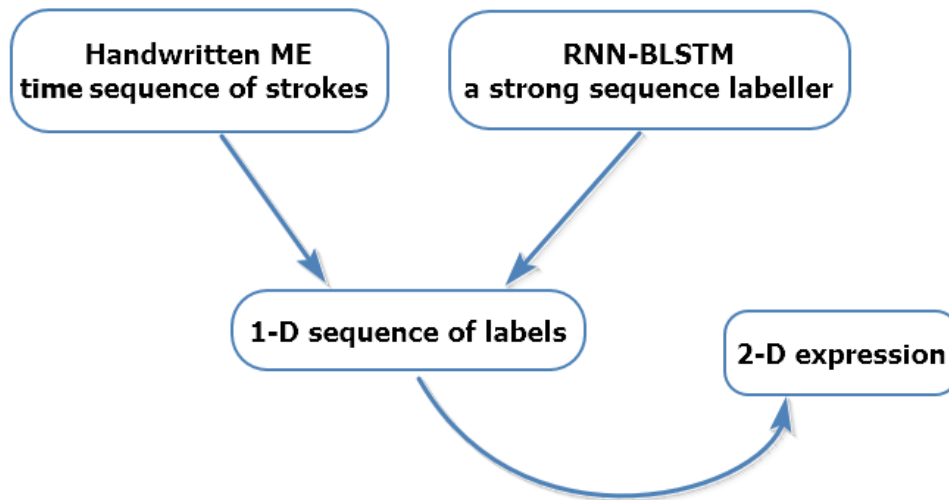 Handwritten ME
time sequence of strokes
RNN-BLSTM
a strong sequence labeller
1-D sequence of labels
2-D expression